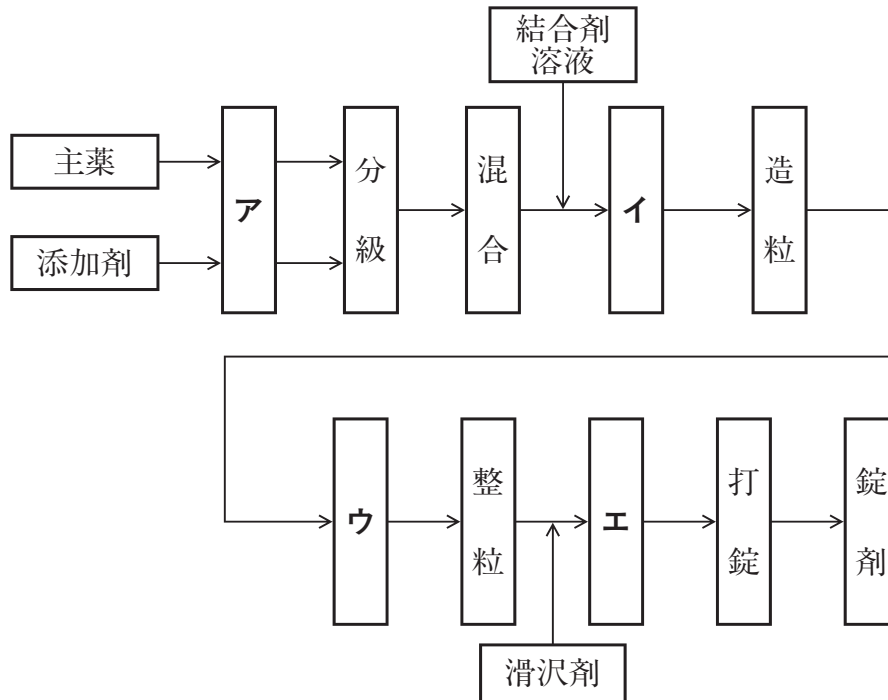 結合剤
溶液
主薬
添加剤
ア
分級
混合
イ
造粒
ウ
整粒
エ
打錠
錠剤
滑沢剤